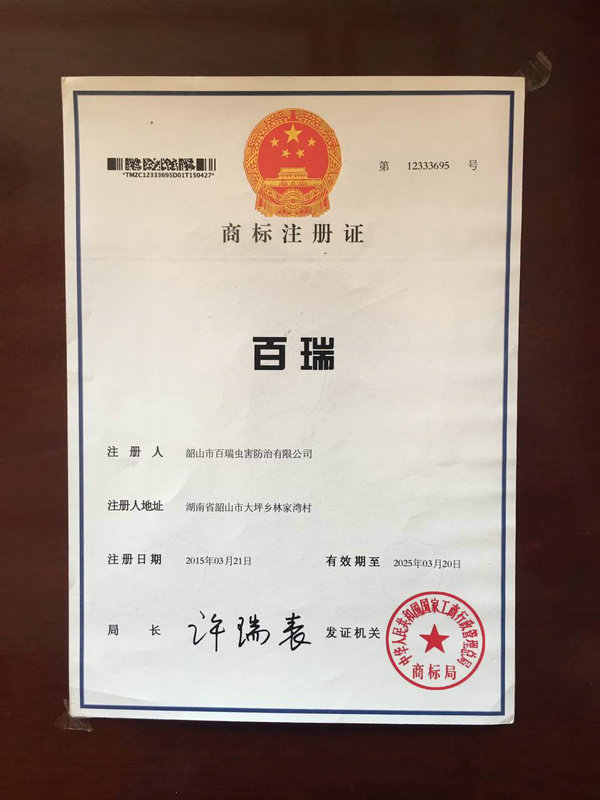 *TMZC12333695D01T150427*
第 12333695 号
商标注册证
百瑞
注册人 韶山市百瑞虫害防治有限公司
注册人地址 湖南省韶山市大坪乡林家湾村
注册日期 2015年03月21日 有效期至 2025年03月20日
局长 许瑞表 发证机关
中华人民共和国国家工商行政管理总局
商标局